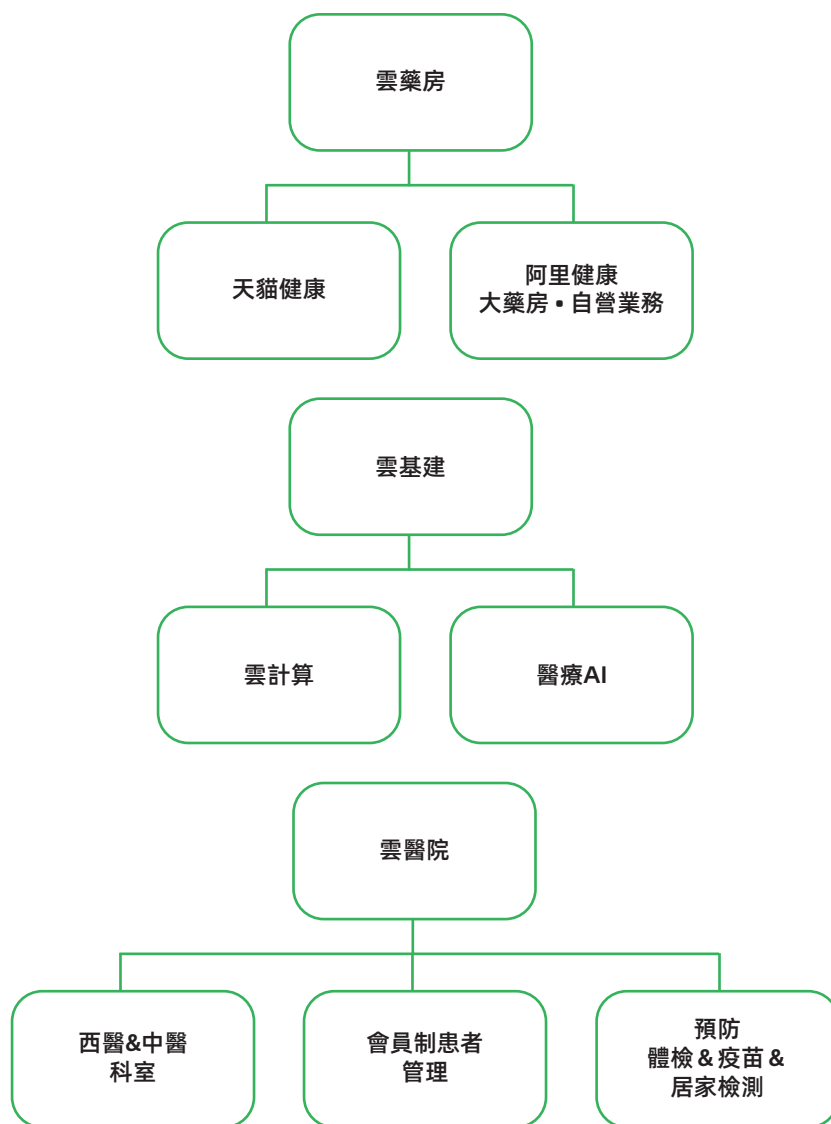 雲藥房
天貓健康
阿里健康
大藥房•自營業務
雲基建
雲計算
醫療AI
雲醫院
西醫&中醫
科室
會員制患者
管理
預防
體檢&疫苗&
居家檢測